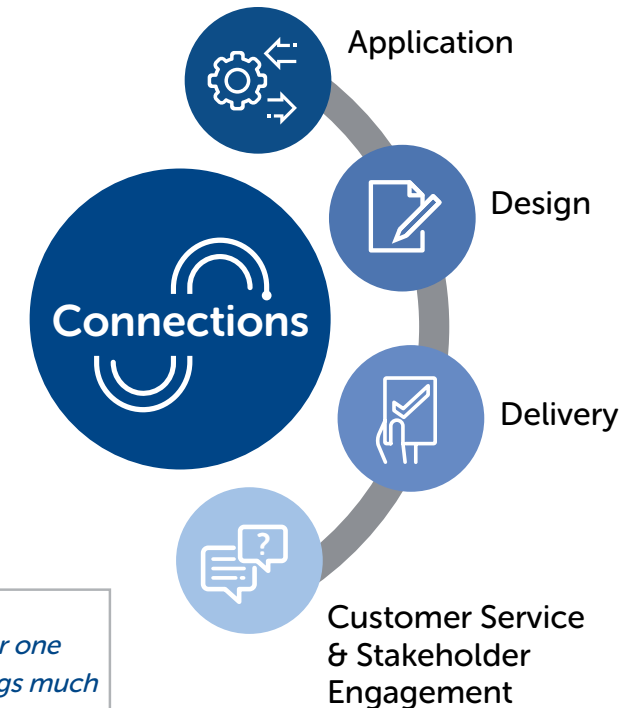 Application
Design
Connections
Delivery
?
Customer Service
& Stakeholder
Engagement
r one
gs much